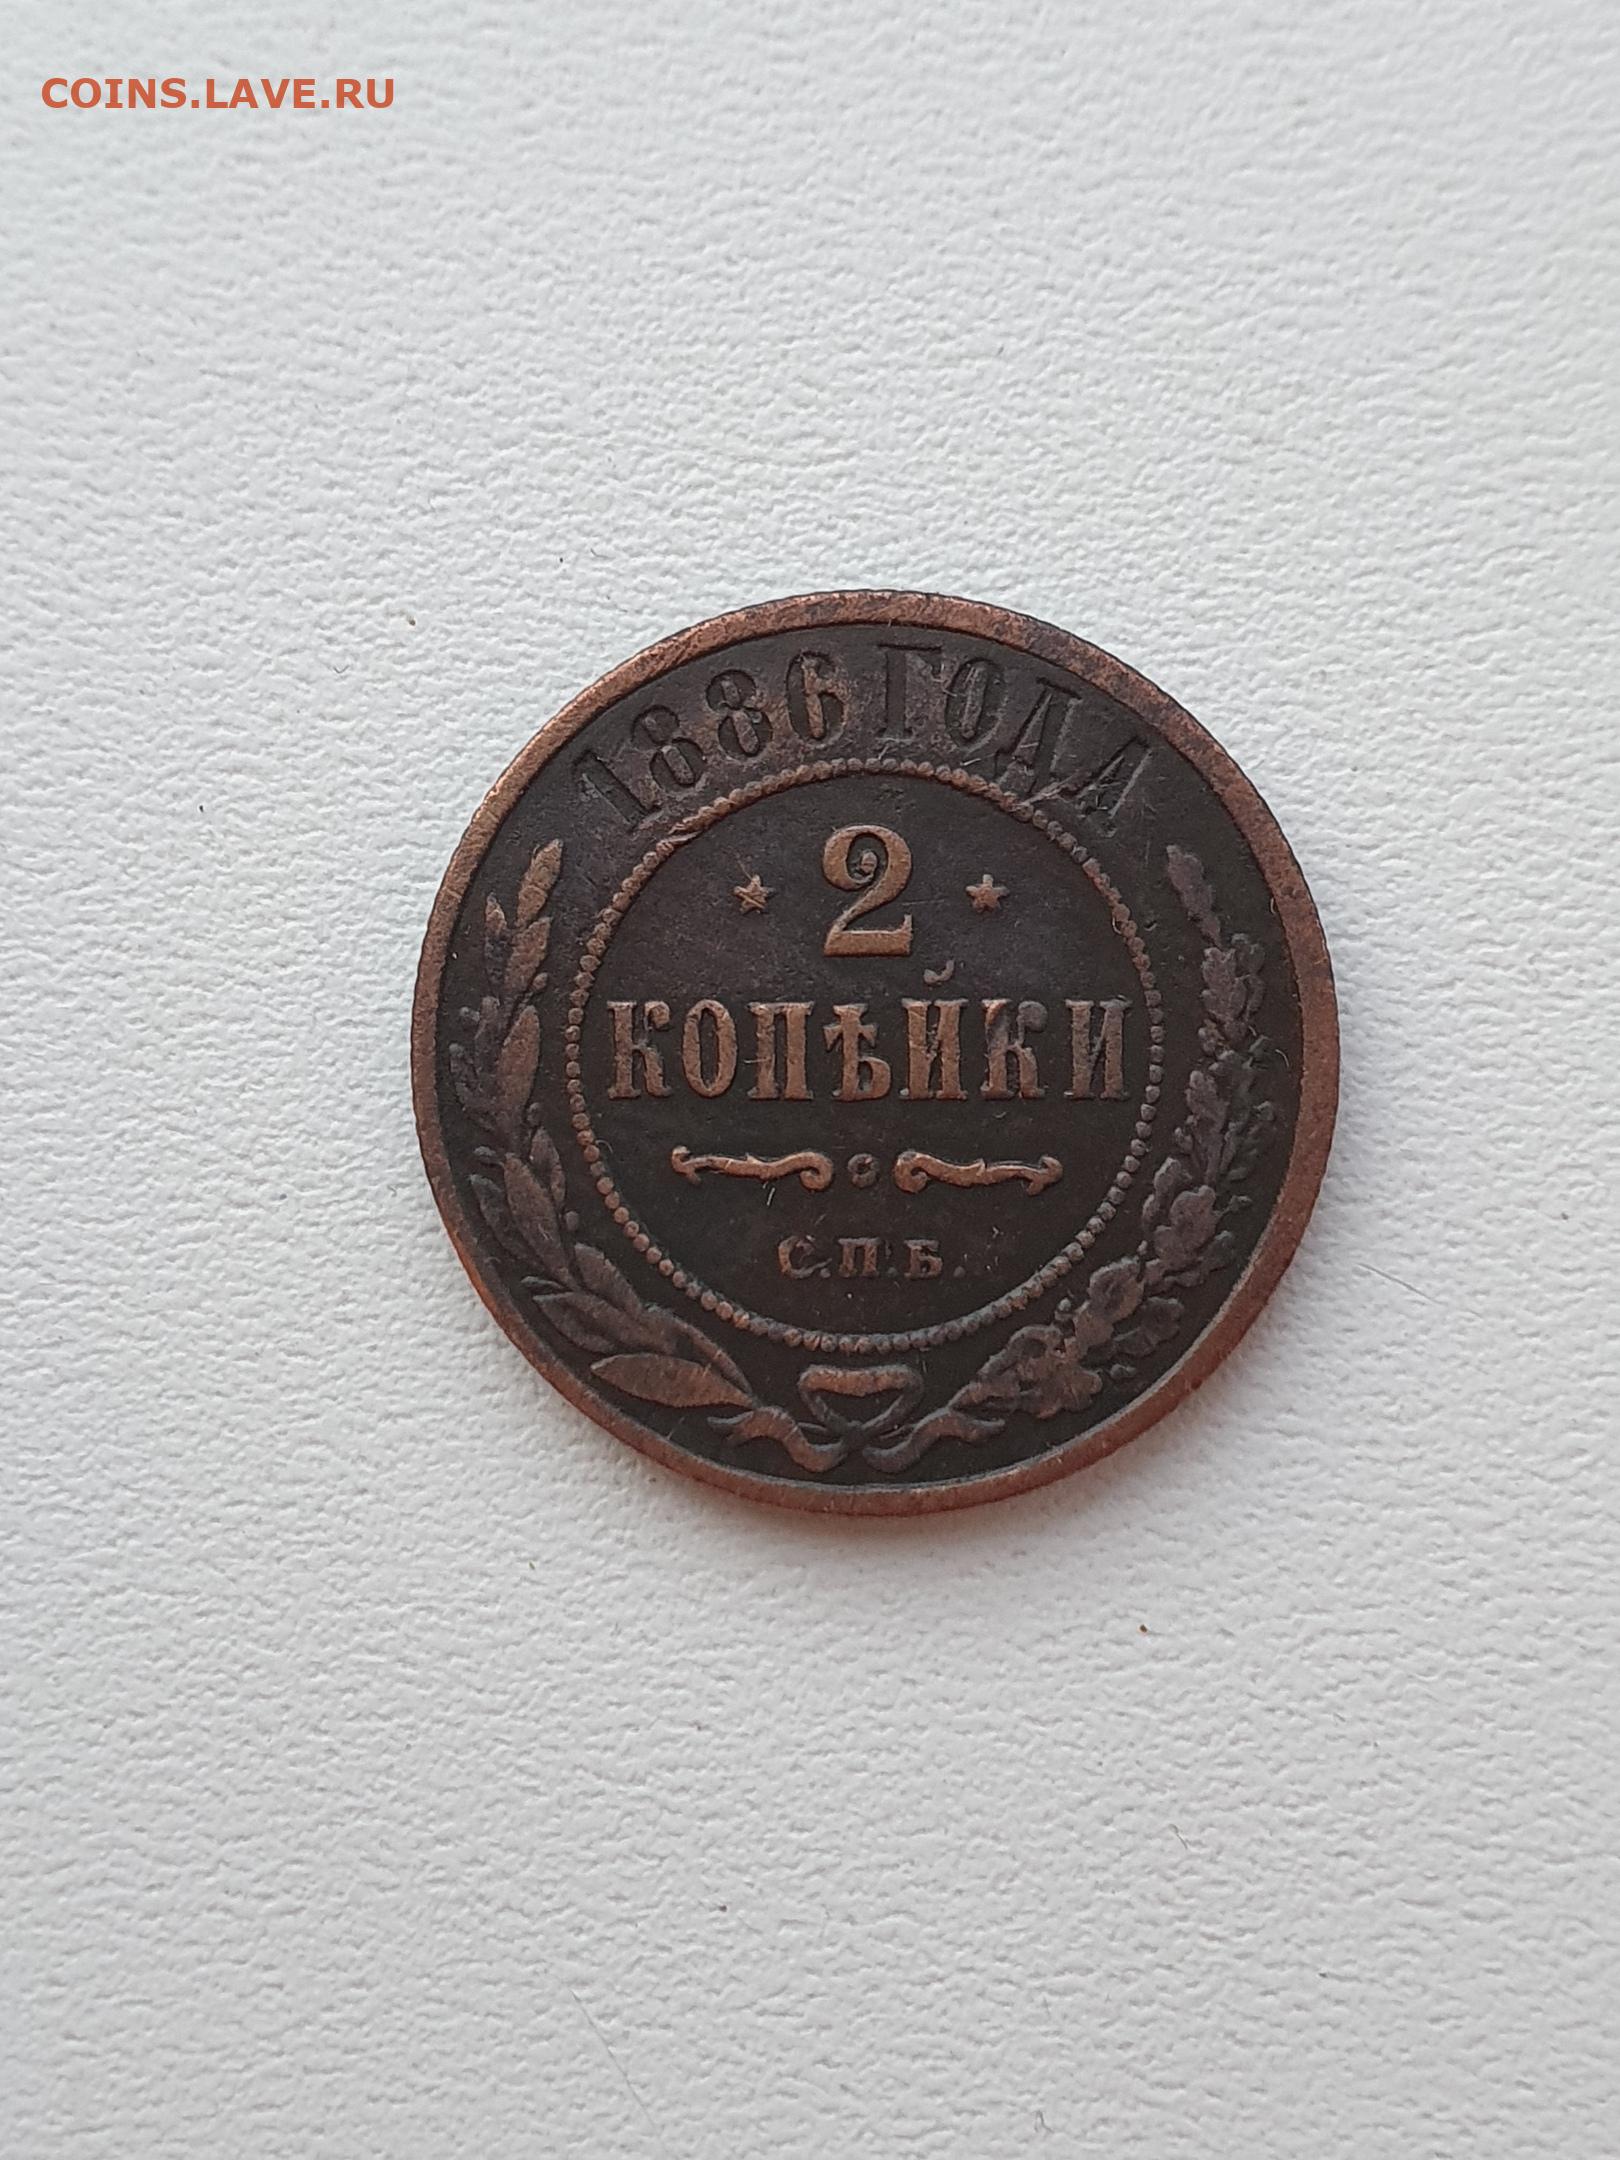 COINS.LAVE.RU
1886 ГОДА
2
КОПѢЙКИ
С.П.Б.